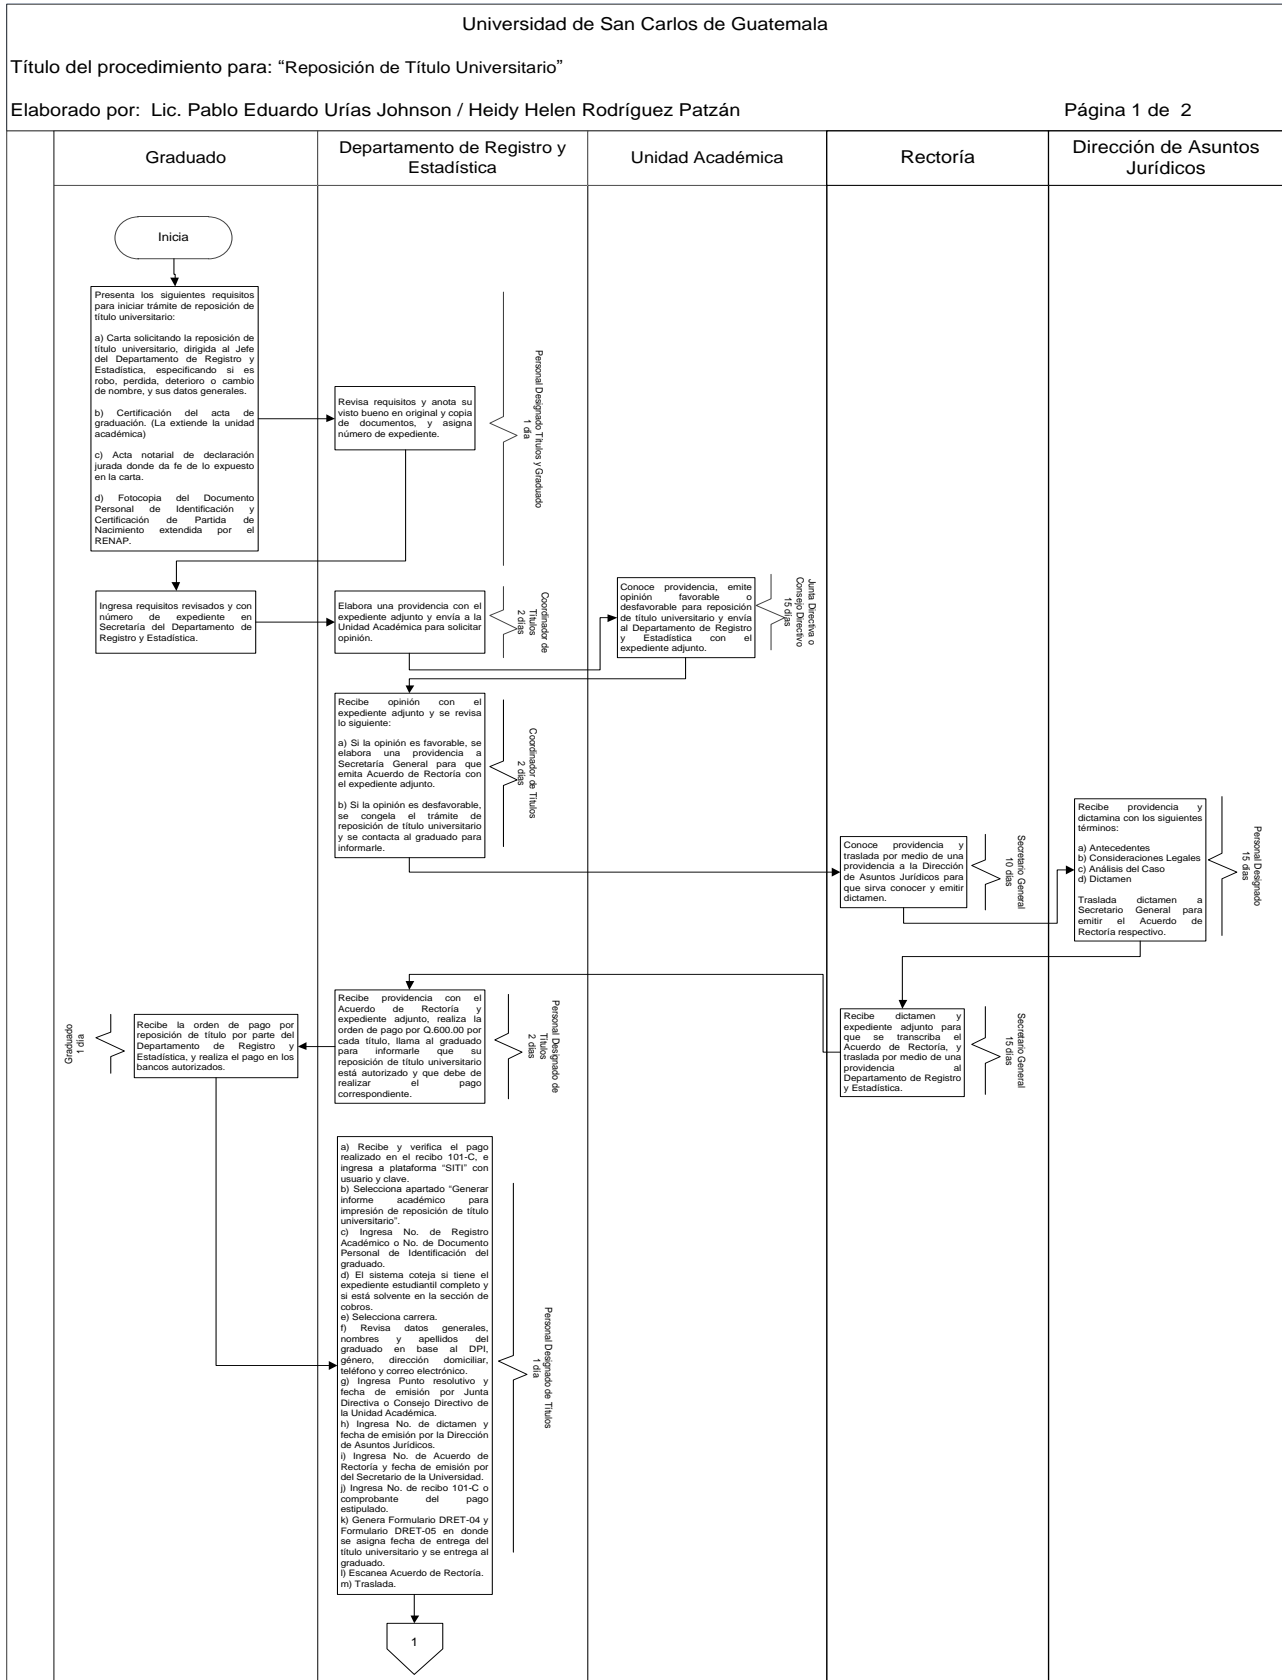 Universidad de San Carlos de Guatemala
Título del procedimiento para: “Reposición de Título Universitario”
Elaborado por: Lic. Pablo Eduardo Urías Johnson / Heidy Helen Rodríguez Patzán
Página 1 de 2
Graduado
Departamento de Registro y
Estadística
Unidad Académica
Rectoría
Dirección de Asuntos
Jurídicos
Inicia
Presenta los siguientes requisitos
para iniciar trámite de reposición de
título universitario:
a) Carta solicitando la reposición de
título universitario, dirigida al Jefe
del Departamento de Registro y
Estadística, especificando si es
robo, perdida, deterioro o cambio
de nombre, y sus datos generales.
b) Certificación del acta de
graduación. (La extiende la unidad
académica)
c) Acta notarial de declaración
jurada donde da fe de lo expuesto
en la carta.
d) Fotocopia del Documento
Personal de Identificación y
Certificación de Partida de
Nacimiento extendida por el
RENAP.
Revisa requisitos y anota su
visto bueno en original y copia
de documentos, y asigna
número de expediente.
Personal Designado Títulos y Graduado
1 día
Ingresa requisitos revisados y con
número de expediente en
Secretaría del Departamento de
Registro y Estadística.
Elabora una providencia con el
expediente adjunto y envía a la
Unidad Académica para solicitar
opinión.
Coordinador de
Títulos
2 días
Conoce providencia, emite
opinión favorable o
desfavorable para reposición
de título universitario y envía
al Departamento de Registro
y Estadística con el
expediente adjunto.
Junta Directiva o
Consejo Directivo
15 días
Recibe opinión con el
expediente adjunto y se revisa
lo siguiente:
a) Si la opinión es favorable, se
elabora una providencia a
Secretaría General para que
emita Acuerdo de Rectoría con
el expediente adjunto.
b) Si la opinión es desfavorable,
se congela el trámite de
reposición de título universitario
y se contacta al graduado para
informarle.
Coordinador de Títulos
2 días
Conoce providencia y
traslada por medio de una
providencia a la Dirección
de Asuntos Jurídicos para
que sirva conocer y emitir
dictamen.
Secretario General
10 días
Recibe providencia y
dictamina con los siguientes
términos:
a) Antecedentes
b) Consideraciones Legales
c) Análisis del Caso
d) Dictamen
Traslada dictamen a
Secretario General para
emitir el Acuerdo de
Rectoría respectivo.
Personal Designado
15 días
Recibe dictamen y
expediente adjunto para
que se transcriba el
Acuerdo de Rectoría, y
traslada por medio de una
providencia al
Departamento de Registro
y Estadística.
Secretario General
15 días
Recibe providencia con el
Acuerdo de Rectoría y
expediente adjunto, realiza la
orden de pago por Q.600.00 por
cada título, llama al graduado
para informarle que su
reposición de título universitario
está autorizado y que debe de
realizar el pago
correspondiente.
Personal Designado de
Títulos
2 días
Recibe la orden de pago por
reposición de título por parte del
Departamento de Registro y
Estadística, y realiza el pago en los
bancos autorizados.
Graduado
1 día
a) Recibe y verifica el pago
realizado en el recibo 101-C, e
ingresa a plataforma “SITI” con
usuario y clave.
b) Selecciona apartado “Generar
informe académico para
impresión de reposición de título
universitario”.
c) Ingresa No. de Registro
Académico o No. de Documento
Personal de Identificación del
graduado.
d) El sistema coteja si tiene el
expediente estudiantil completo y
si está solvente en la sección de
cobros.
e) Selecciona carrera.
f) Revisa datos generales,
nombres y apellidos del
graduado en base al DPI,
género, dirección domiciliar,
teléfono y correo electrónico.
g) Ingresa Punto resolutivo y
fecha de emisión por Junta
Directiva o Consejo Directivo de
la Unidad Académica.
h) Ingresa No. de dictamen y
fecha de emisión por la Dirección
de Asuntos Jurídicos.
i) Ingresa No. de Acuerdo de
Rectoría y fecha de emisión por
del Secretario de la Universidad.
j) Ingresa No. de recibo 101-C o
comprobante del pago
estipulado.
k) Genera Formulario DRET-04 y
Formulario DRET-05 en donde
se asigna fecha de entrega del
título universitario y se entrega al
graduado.
l) Escanea Acuerdo de Rectoría.
m) Traslada.
Personal Designado de Títulos
1 día
1